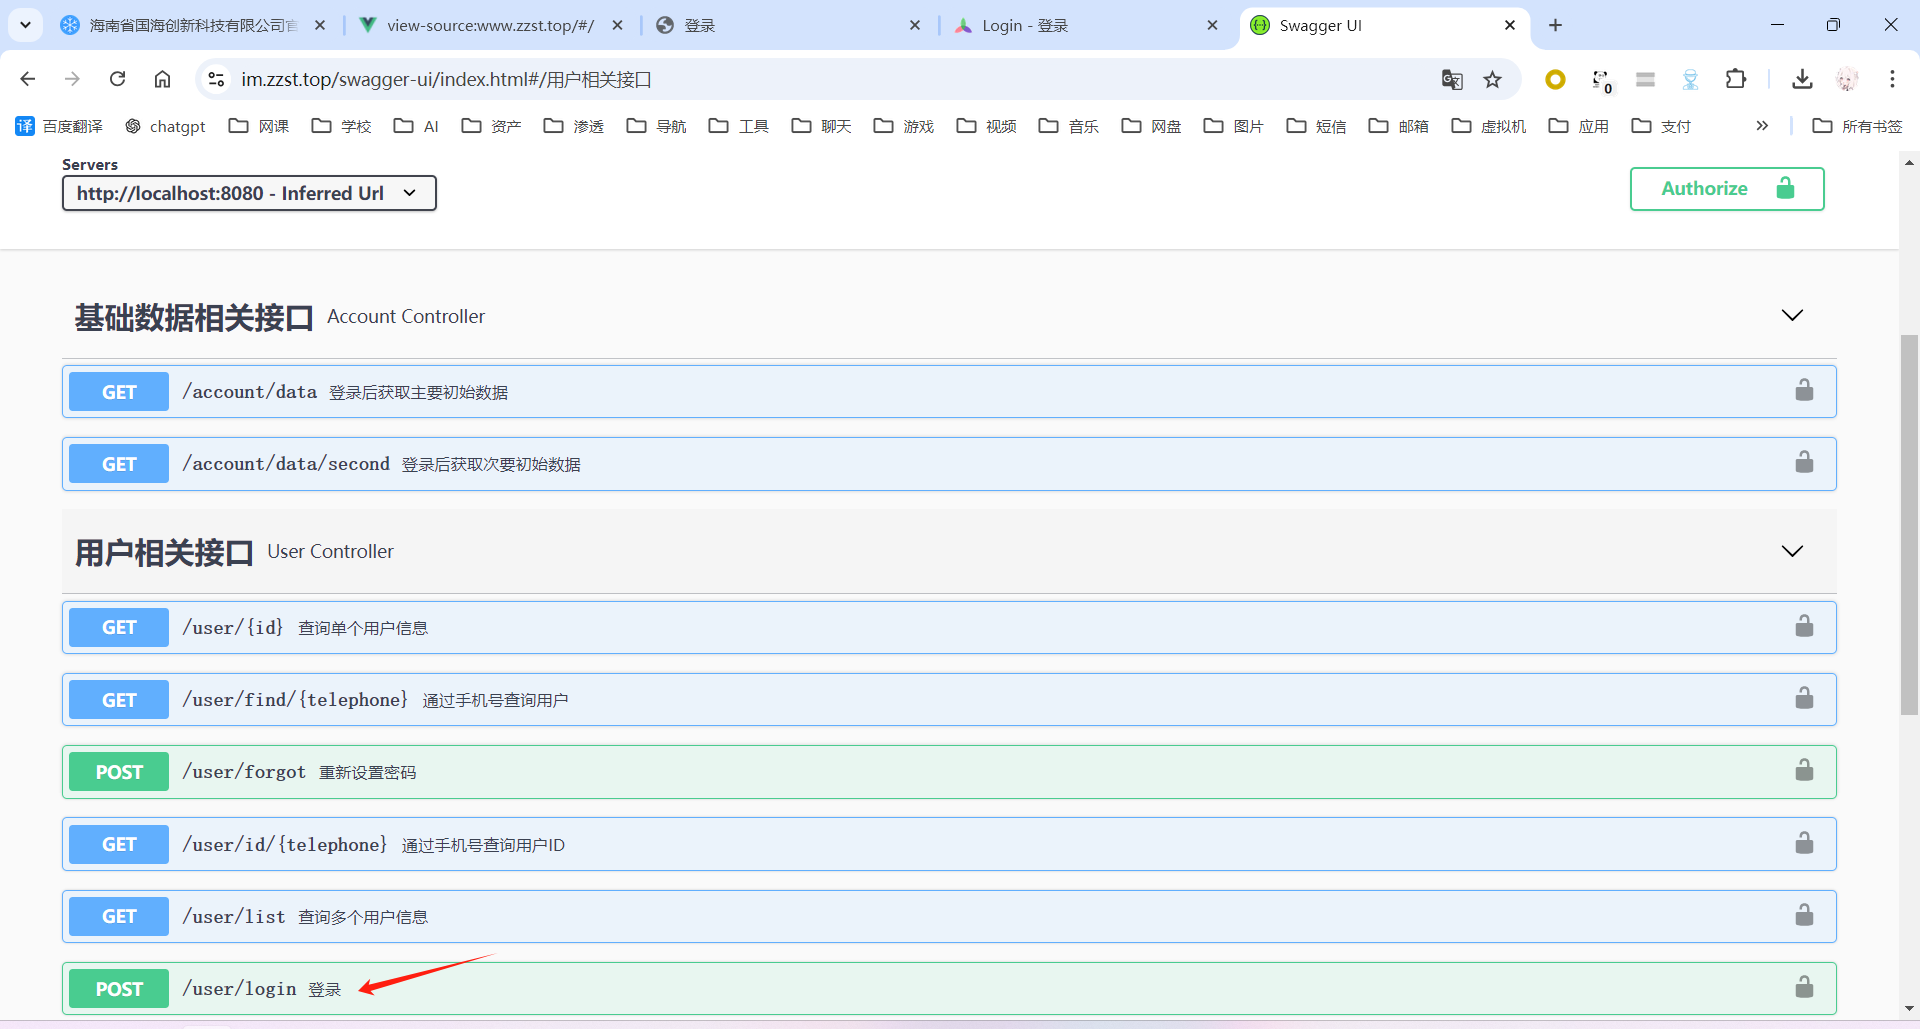 海南省国海创新科技有限公司官
view-source:www.zzst.top/#/
登录
Login - 登录
Swagger UI
im.zzst.top/swagger-ui/index.html#/用户相关接口
0
译 百度翻译
chatgpt
网课
学校
AI
资产
渗透
导航
工具
聊天
游戏
视频
音乐
网盘
图片
短信
邮箱
虚拟机
应用
支付
所有书签
Servers
http://localhost:8080 - Inferred Url
Authorize
基础数据相关接口 Account Controller
GET /account/data 登录后获取主要初始数据
GET /account/data/second 登录后获取次要初始数据
用户相关接口 User Controller
GET /user/{id} 查询单个用户信息
GET /user/find/{telephone} 通过手机号查询用户
POST /user/forgot 重新设置密码
GET /user/id/{telephone} 通过手机号查询用户ID
GET /user/list 查询多个用户信息
POST /user/login 登录